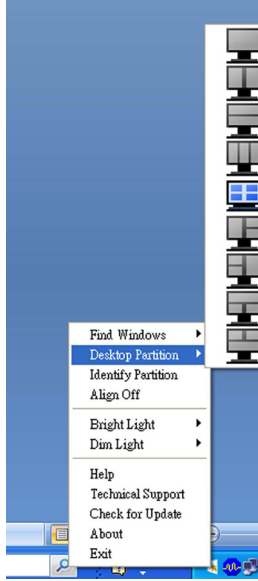 Find Windows
Desktop Partition
Identify Partition
Align Off
Bright Light
Dim Light
Help
Technical Support
Check for Update
About
Exit